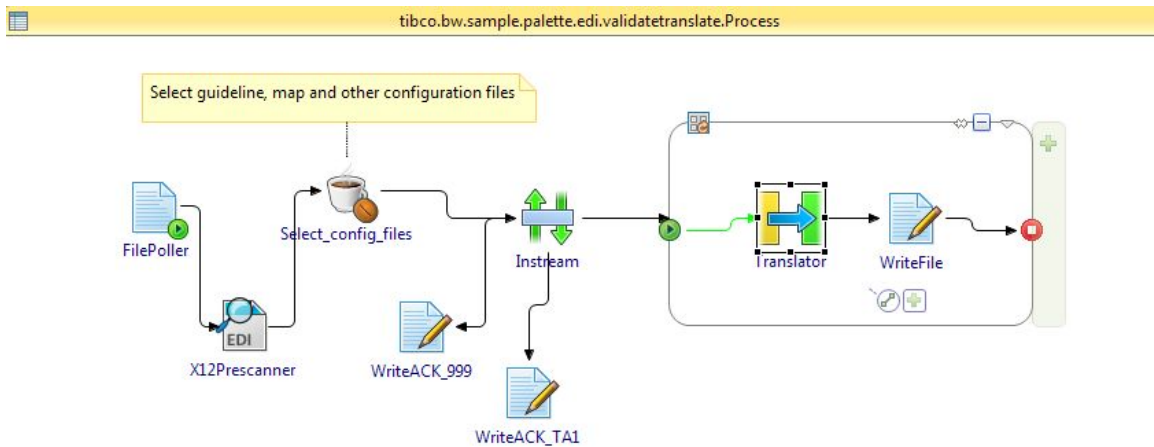 tibco.bw.sample.palette.edi.validatetranslate.Process
Select guideline, map and other configuration files
FilePoller
Select_config_files
Instream
Translator
WriteFile
EDI
X12Prescanner
WriteACK_999
WriteACK_TA1